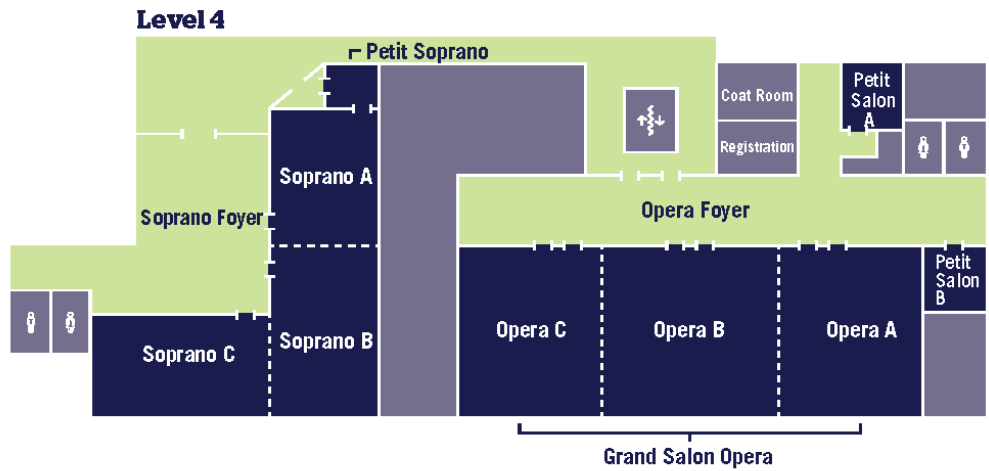 Level 4
Petit Soprano
Coat Room
Petit
Salon
A
Registration
Soprano A
Soprano Foyer
Opera Foyer
Petit
Salon
B
Soprano C
Soprano B
Opera C
Opera B
Opera A
Grand Salon Opera